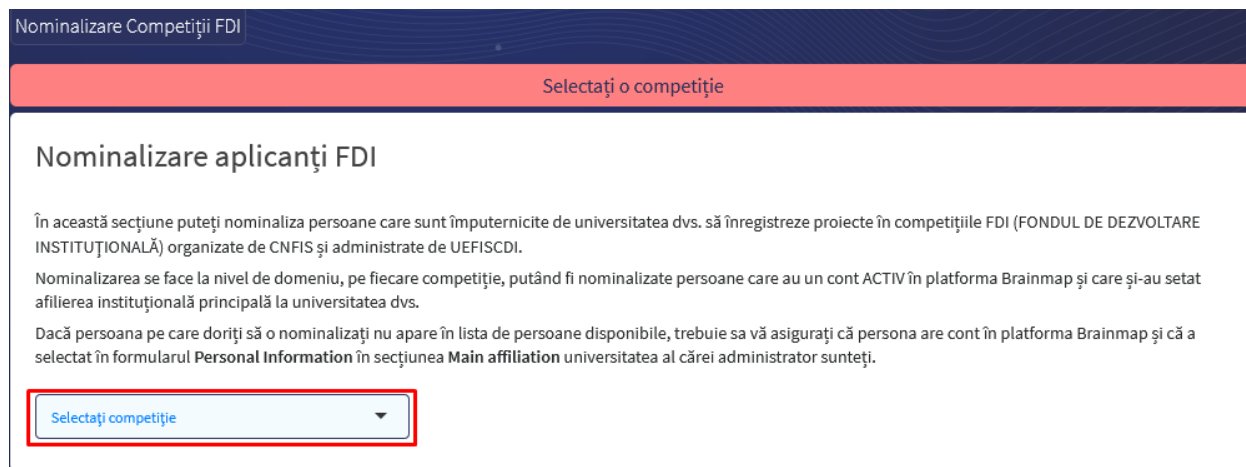 Nominalizare Competiții FDI
Selectați o competiție
Nominalizare aplicanți FDI
În această secțiune puteți nominaliza persoane care sunt împuternicite de universitatea dvs. să înregistreze proiecte în competițiile FDI (FONDUL DE DEZVOLTARE
INSTITUŢIONALĂ) organizate de CNFIS și administrate de UEFISCDI.
Nominalizarea se face la nivel de domeniu, pe fiecare competiție, putând fi nominalizate persoane care au un cont ACTIV în platforma Brainmap și care și-au setat
afilierea instituțională principală la universitatea dvs.
Dacă persoana pe care doriți să o nominalizați nu apare în lista de persoane disponibile, trebuie sa vă asigurați că persona are cont în platforma Brainmap și că a
selectat în formularul Personal Information în secțiunea Main affiliation universitatea al cărei administrator sunteți.
Selectaţi competiţie